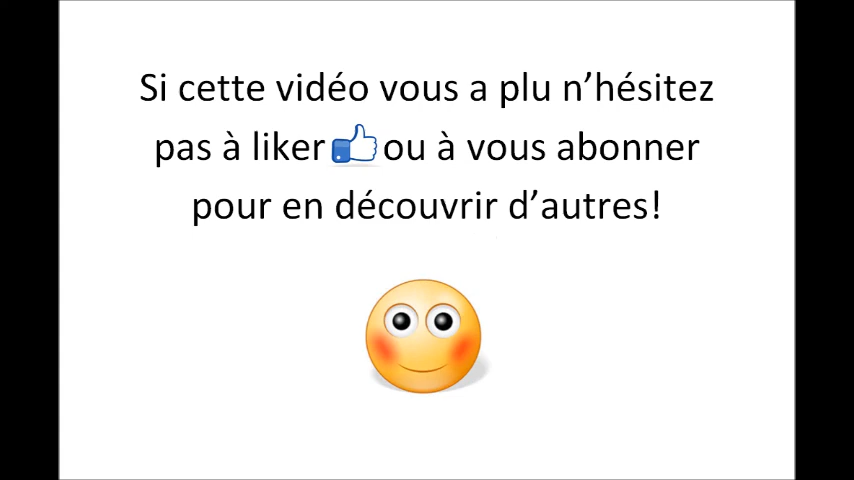 Si cette vidéo vous a plu n’hésitez
pas à liker ou à vous abonner
pour en découvrir d’autres!